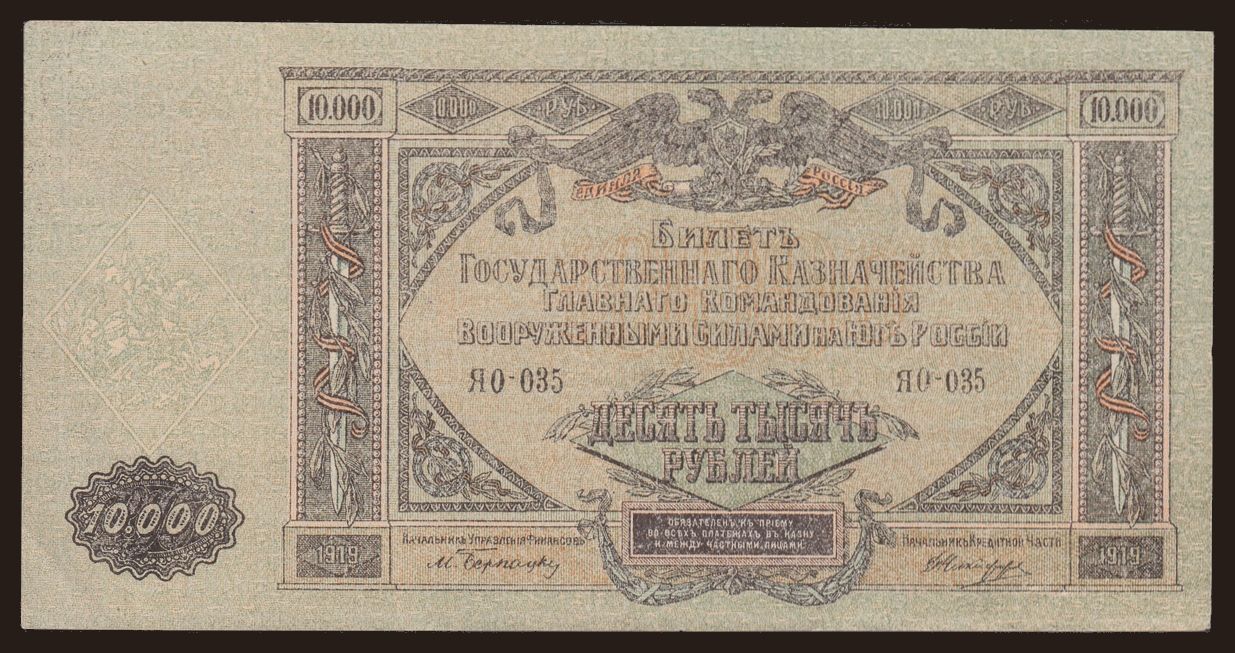 10.000 10.000 РУБ 10.000 РУБ 10.000
ЕДИНАЯ РОССІЯ
БИЛЕТЪ
ГОСУДАРСТВЕННАГО КАЗНАЧЕЙСТВА
ГЛАВНАГО КОМАНДОВАНІЯ
ВООРУЖЕННЫМИ СИЛАМИ НА ЮГѢ РОССІИ
ЯО-035 ЯО-035
ДЕСЯТЬ ТЫСЯЧЪ
РУБЛЕЙ
10.000
ОБЯЗАТЕЛЕНЪ КЪ ПРІЕМУ
ВО ВСѢХЪ ПЛАТЕЖАХЪ ВЪ КАЗНУ
И МЕЖДУ ЧАСТНЫМИ ЛИЦАМИ
1919 НАЧАЛЬНИКЪ УПРАВЛЕНІЯ ФИНАНСОВЪ НАЧАЛЬНИКЪ КРЕДИТНОЙ ЧАСТИ 1919
М.